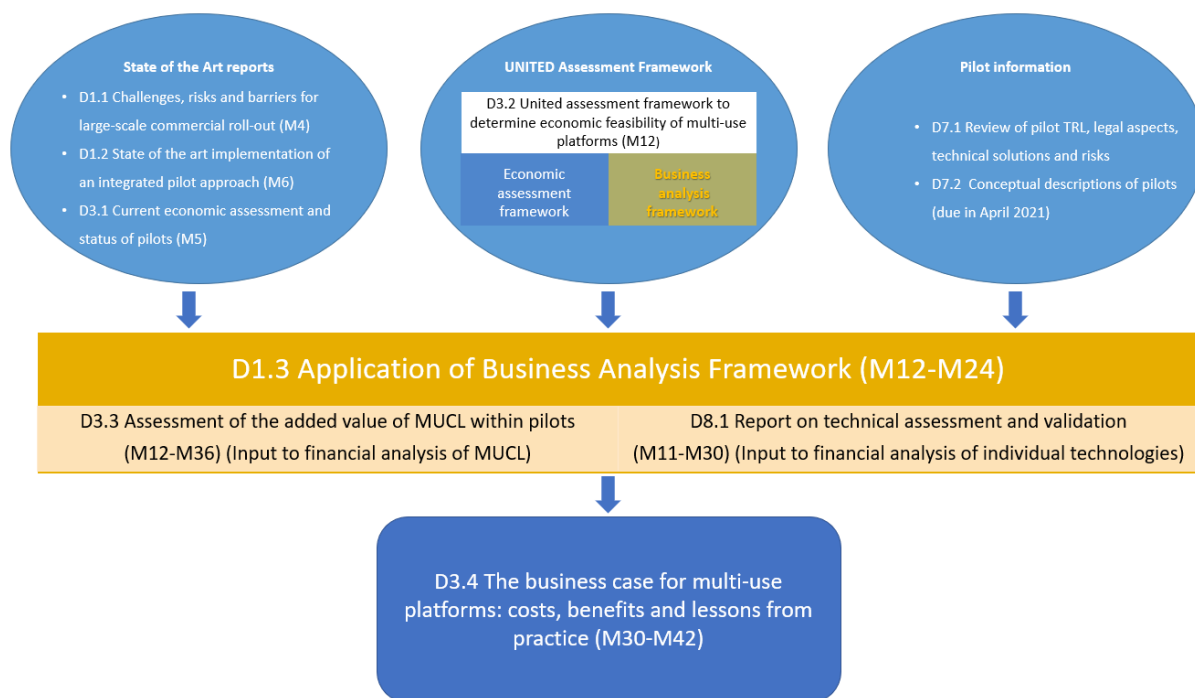 State of the Art reports
• D1.1 Challenges, risks and barriers for
large-scale commercial roll-out (M4)
• D1.2 State of the art implementation of
an integrated pilot approach (M6)
• D3.1 Current economic assessment and
status of pilots (M5)
UNITED Assessment Framework
D3.2 United assessment framework to
determine economic feasibility of multi-use
platforms (M12)
Economic
assessment
framework
Business
analysis
framework
Pilot information
• D7.1 Review of pilot TRL, legal aspects,
technical solutions and risks
• D7.2 Conceptual descriptions of pilots
(due in April 2021)
D1.3 Application of Business Analysis Framework (M12-M24)
D3.3 Assessment of the added value of MUCL within pilots
(M12-M36) (Input to financial analysis of MUCL)
D8.1 Report on technical assessment and validation
(M11-M30) (Input to financial analysis of individual technologies)
D3.4 The business case for multi-use
platforms: costs, benefits and lessons from
practice (M30-M42)